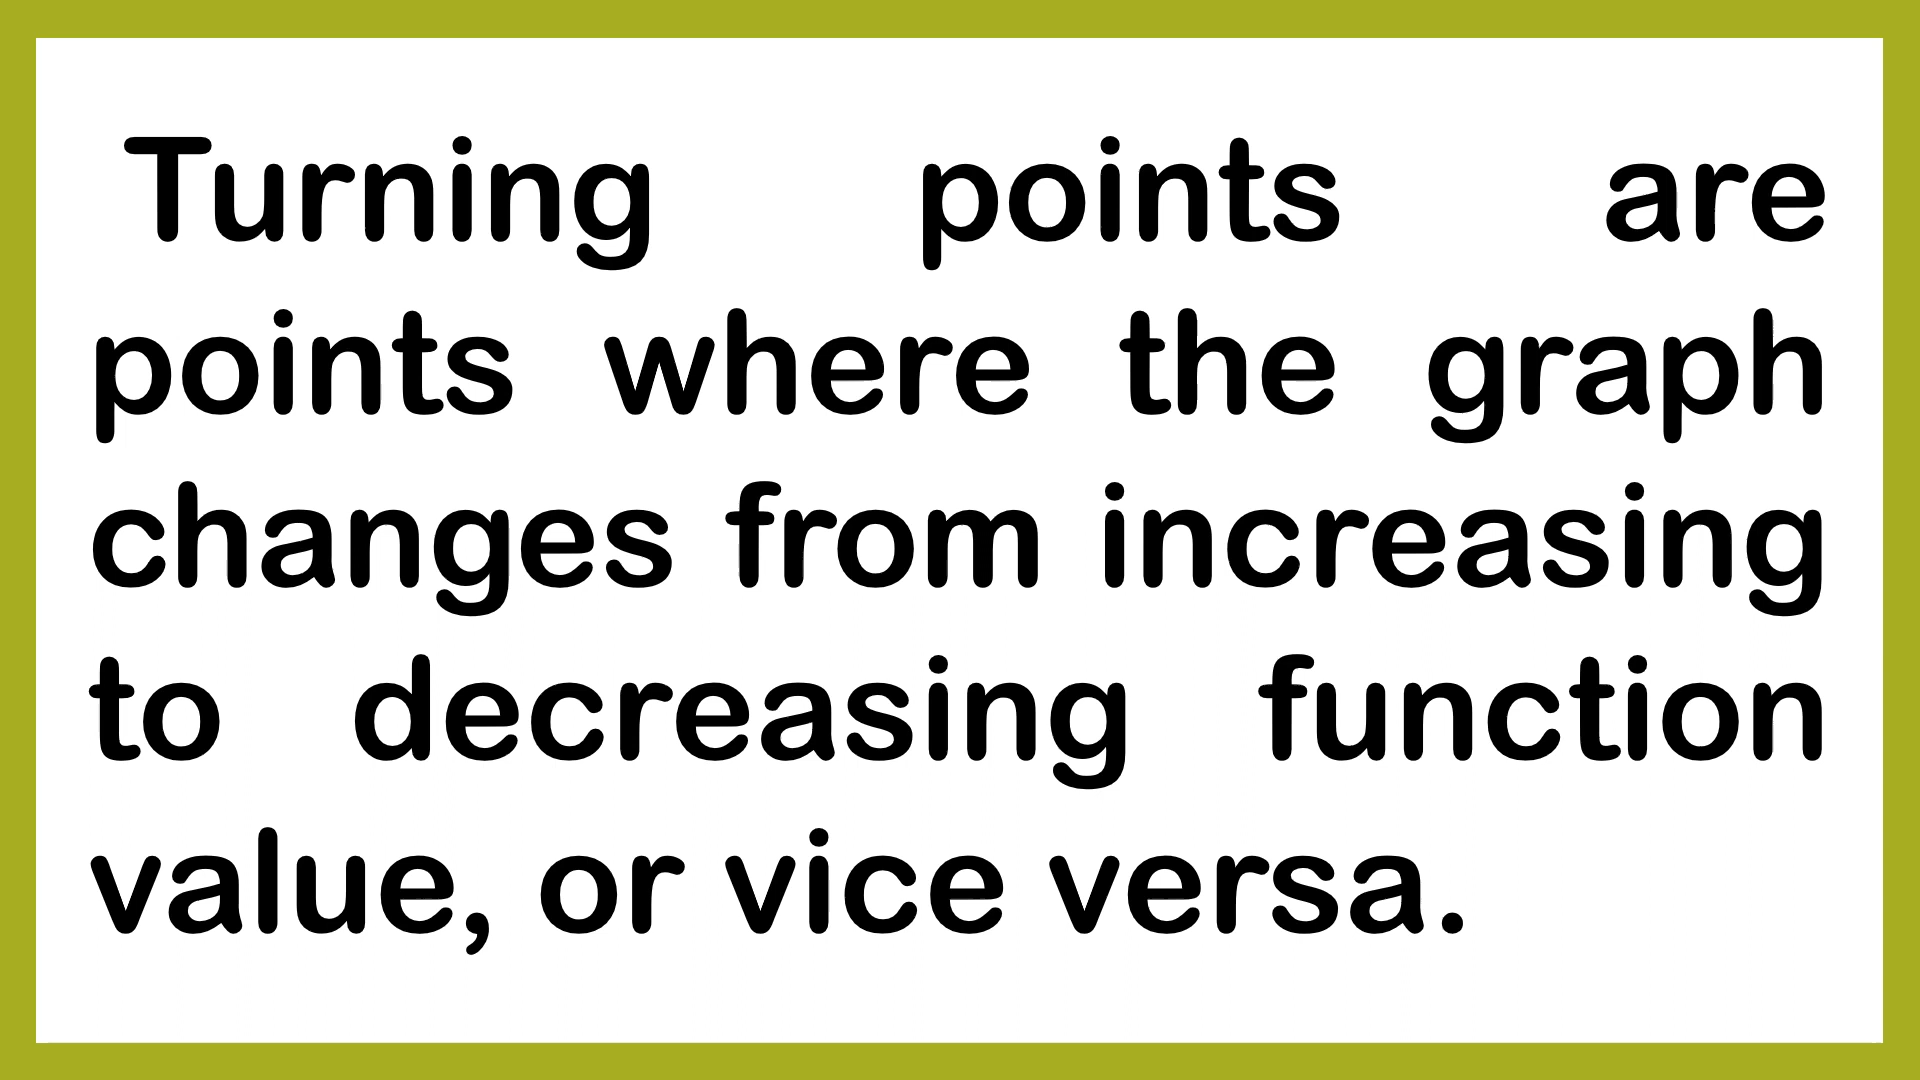 Turning points are
points where the graph
changes from increasing
to decreasing function
value, or vice versa.